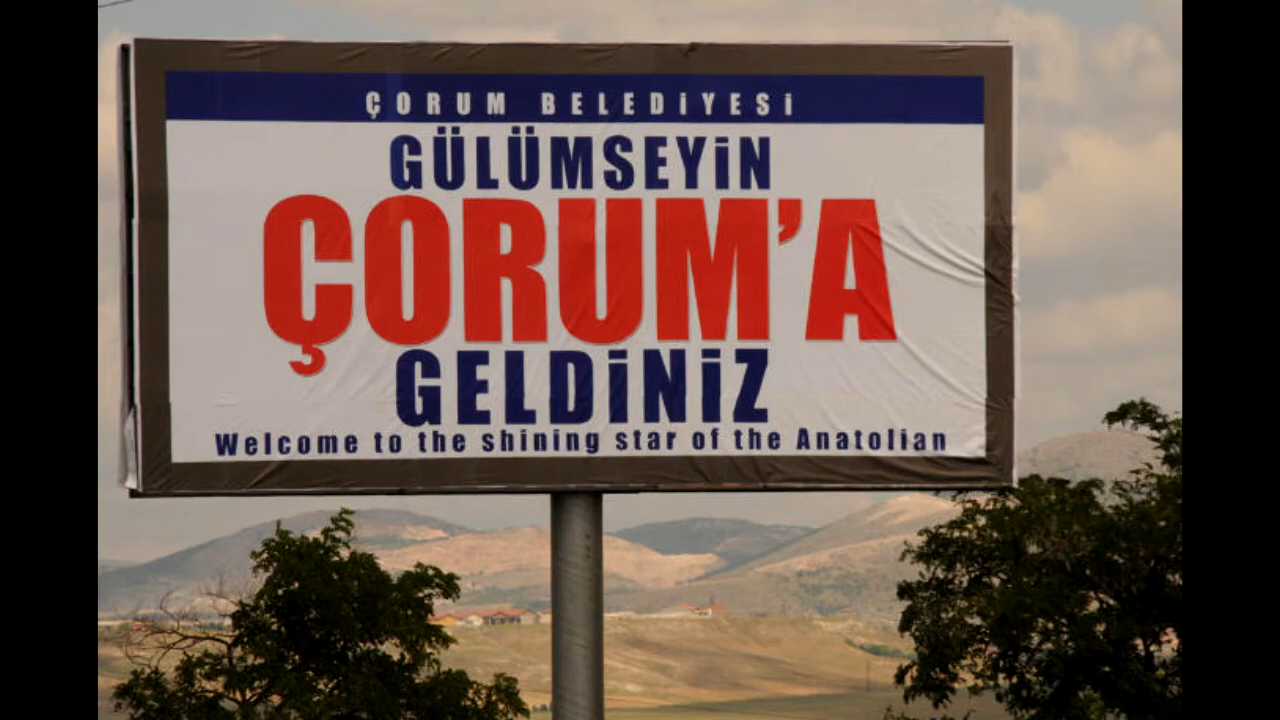 ÇORUM BELEDİYESİ
GÜLÜMSEYİN
ÇORUM'A
GELDİNİZ
Welcome to the shining star of the Anatolian